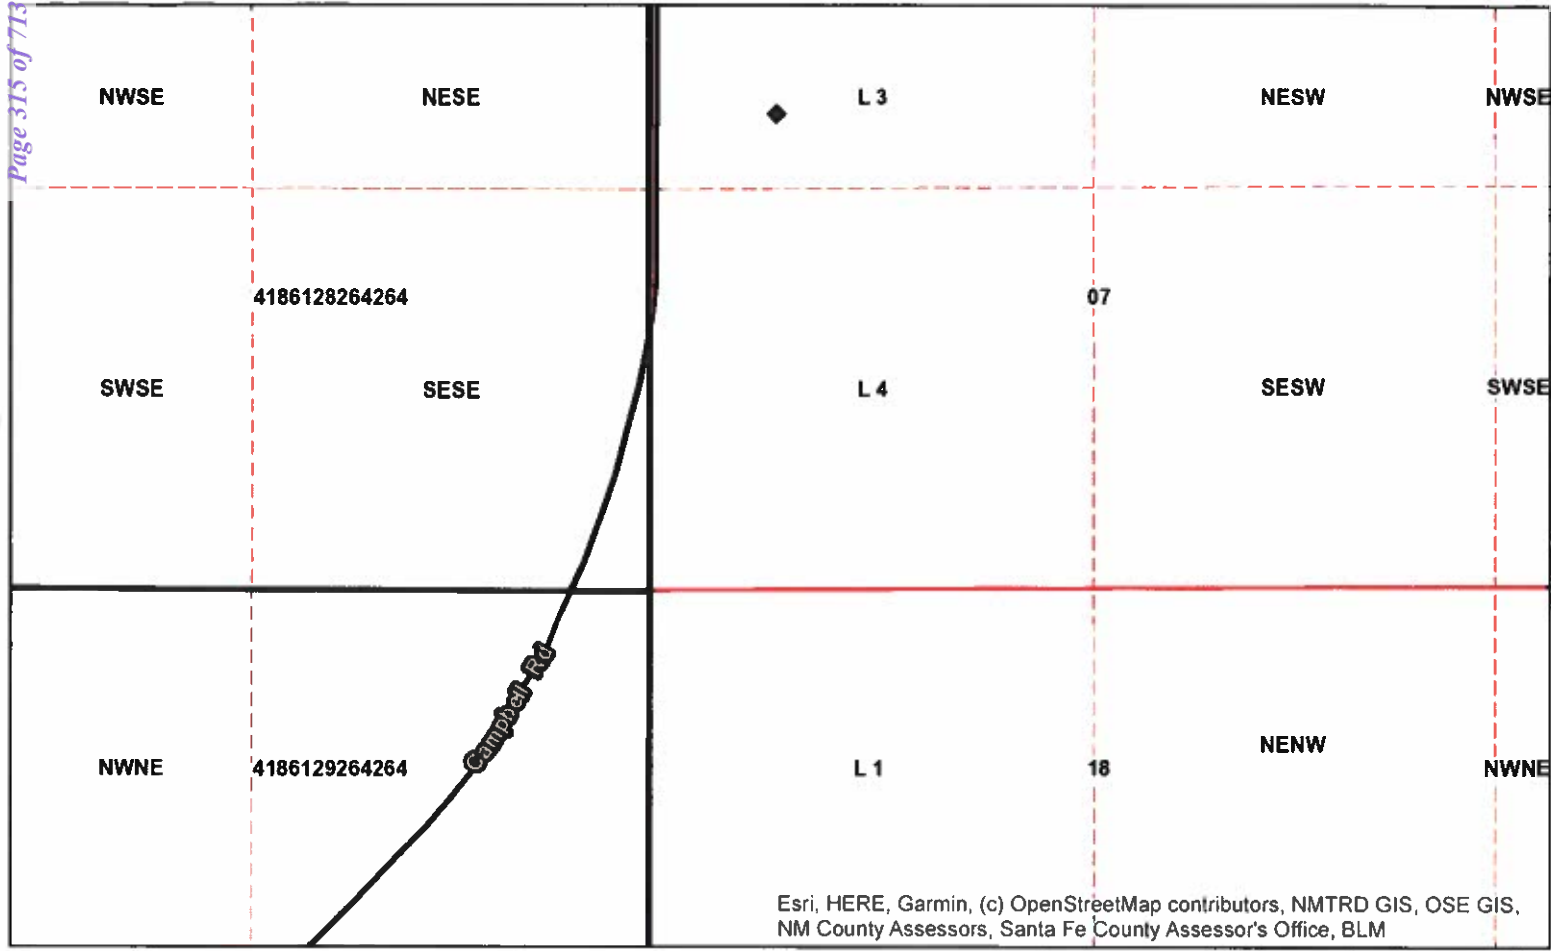 Page 315 of 713
NWSE NESE L 3 NESW NWSE
4186128264264 07
SWSE SESE L 4 SESW SWSE
Campbell Rd
NENW
NWNE 4186129264264 L 1 18 NWNE
Esri, HERE, Garmin, (c) OpenStreetMap contributors, NMTRD GIS, OSE GIS,
NM County Assessors, Santa Fe County Assessor's Office, BLM